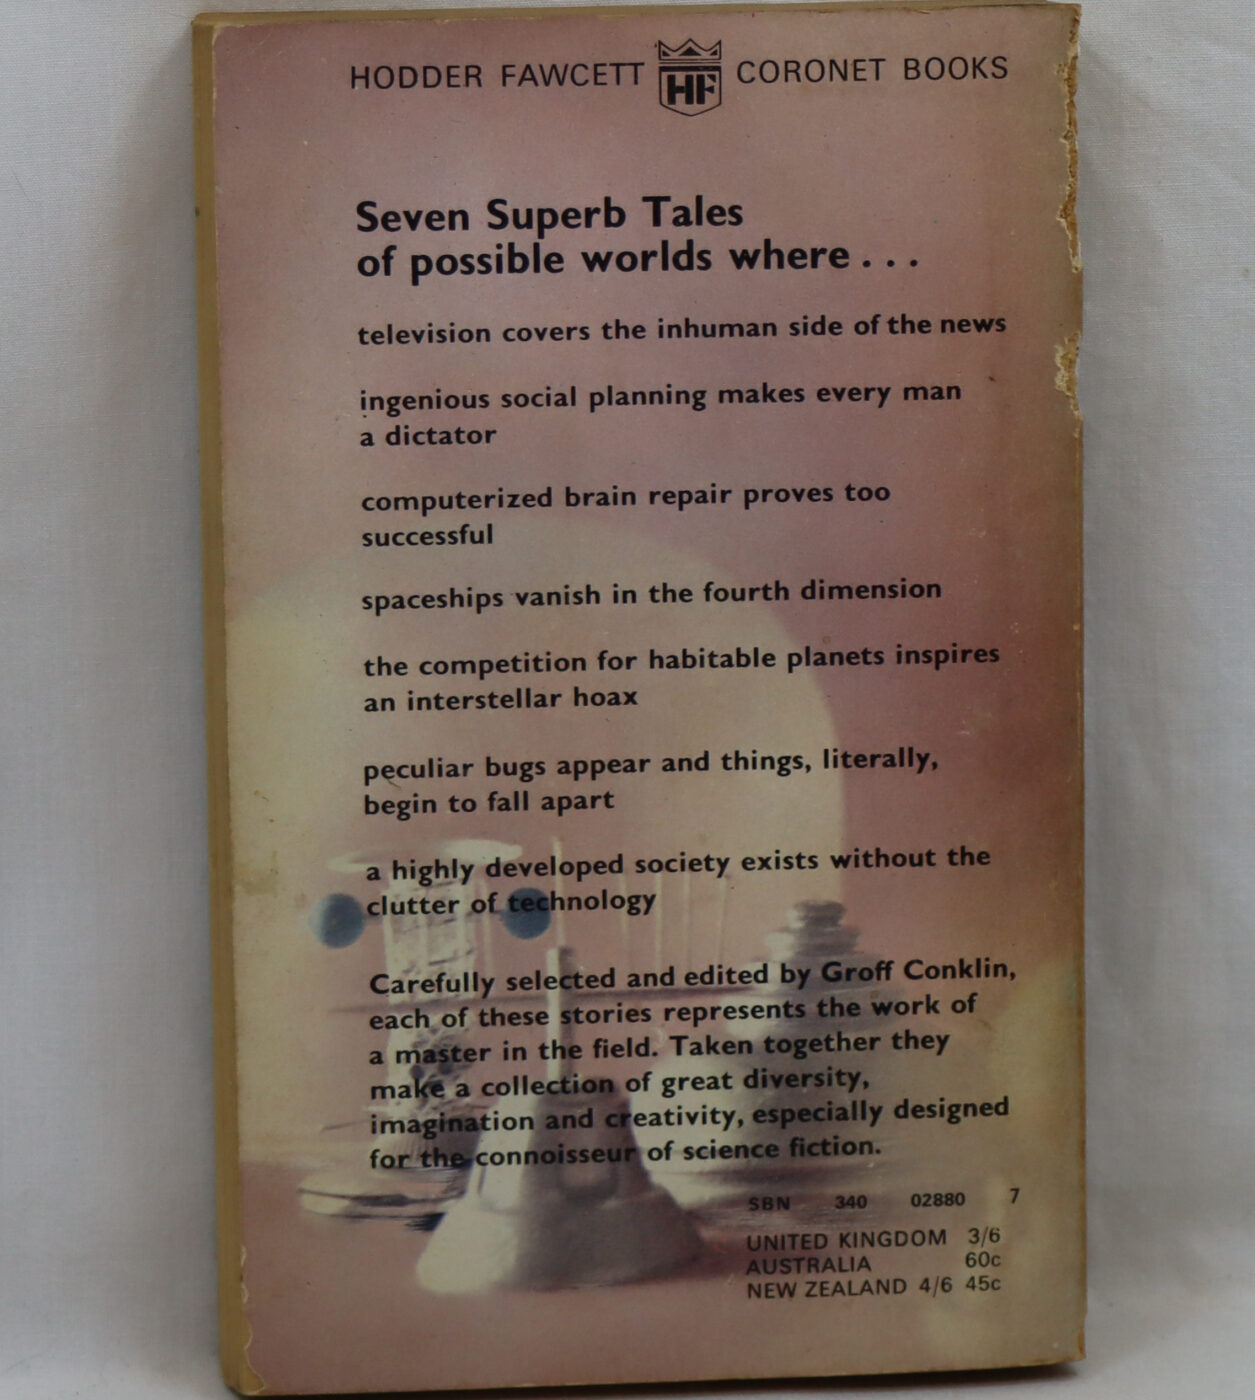 HODDER FAWCETT HF CORONET BOOKS
Seven Superb Tales
of possible worlds where . . .
television covers the inhuman side of the news
ingenious social planning makes every man
a dictator
computerized brain repair proves too
successful
spaceships vanish in the fourth dimension
the competition for habitable planets inspires
an interstellar hoax
peculiar bugs appear and things, literally,
begin to fall apart
a highly developed society exists without the
clutter of technology
Carefully selected and edited by Groff Conklin,
each of these stories represents the work of
a master in the field. Taken together they
make a collection of great diversity,
imagination and creativity, especially designed
for the connoisseur of science fiction.
SBN 340 02880 7
UNITED KINGDOM 3/6
AUSTRALIA 60c
NEW ZEALAND 4/6 45c